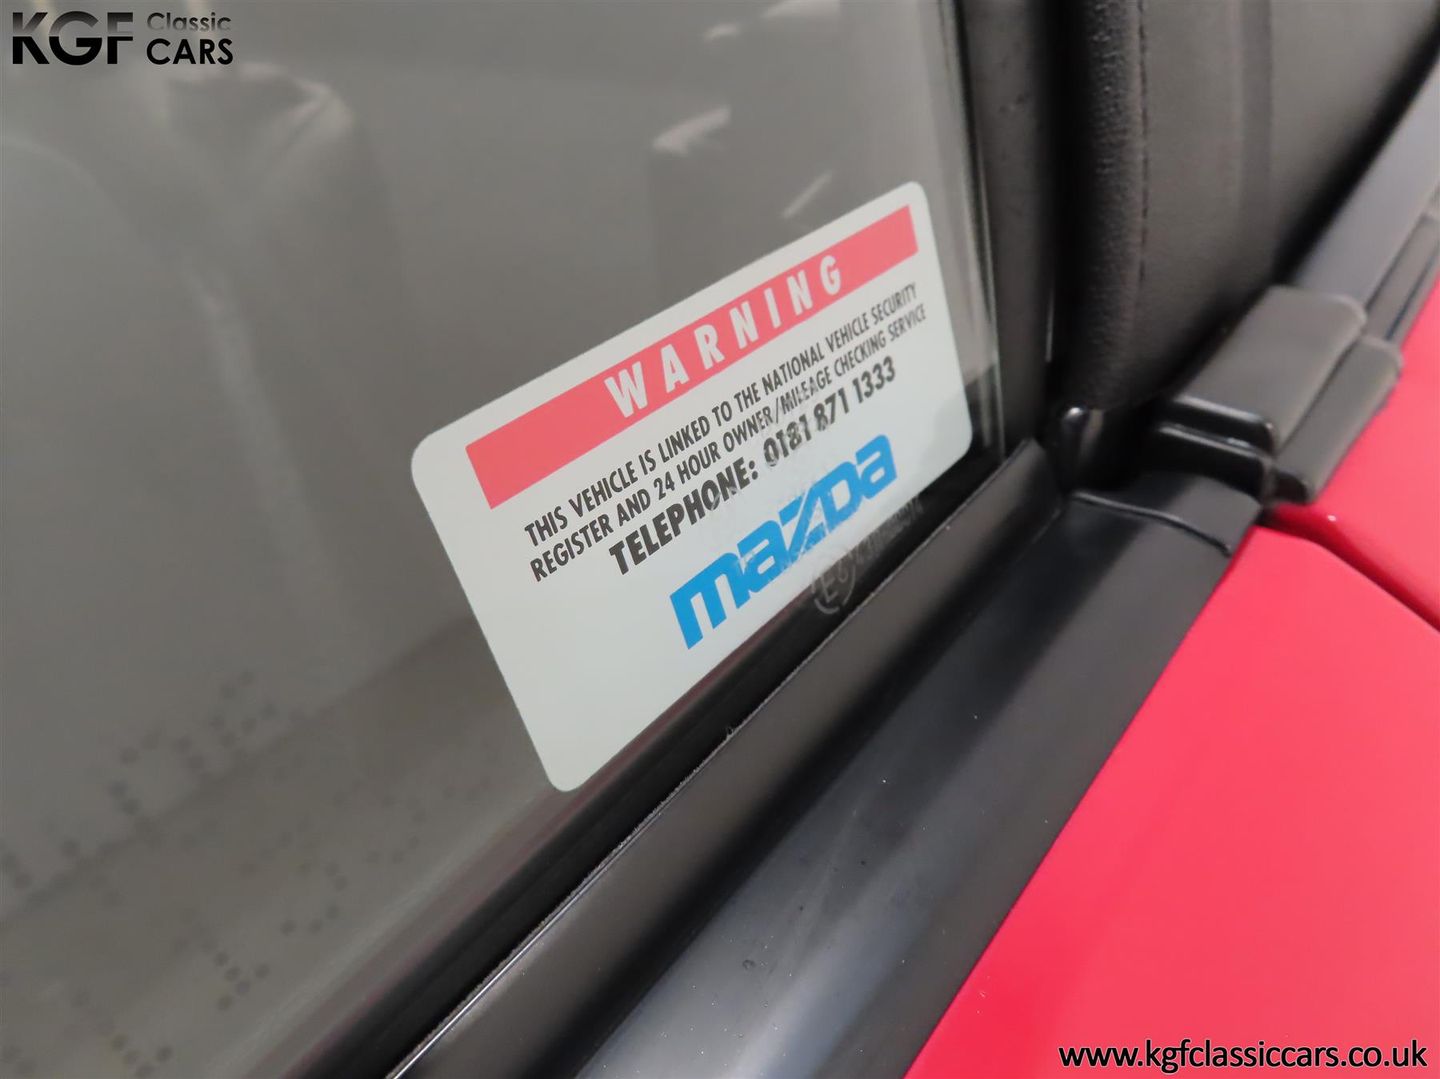 KGF Classic CARS
WARNING
THIS VEHICLE IS LINKED TO THE NATIONAL VEHICLE SECURITY
REGISTER AND 24 HOUR OWNER/MILEAGE CHECKING SERVICE
TELEPHONE: 0181 871 1333
mazda
www.kgfclassiccars.co.uk